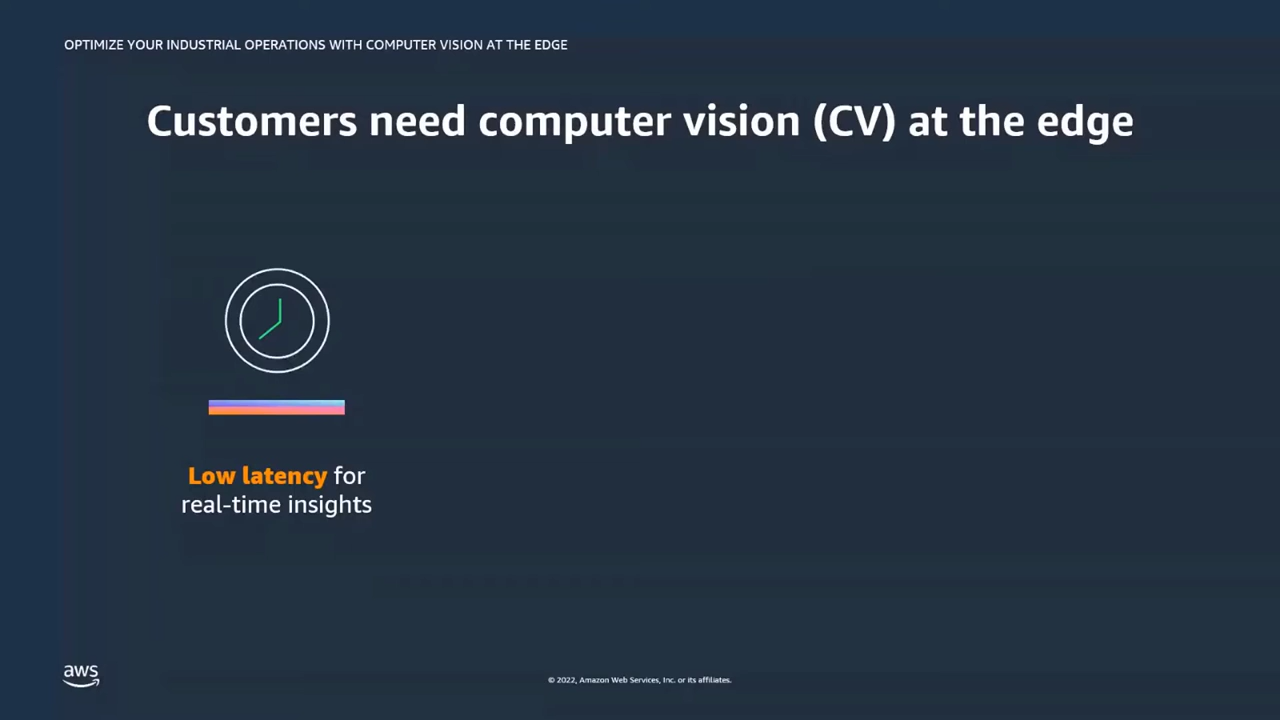 OPTIMIZE YOUR INDUSTRIAL OPERATIONS WITH COMPUTER VISION AT THE EDGE
Customers need computer vision (CV) at the edge
Low latency for
real-time insights
aws
© 2022, Amazon Web Services, Inc. or its affiliates.